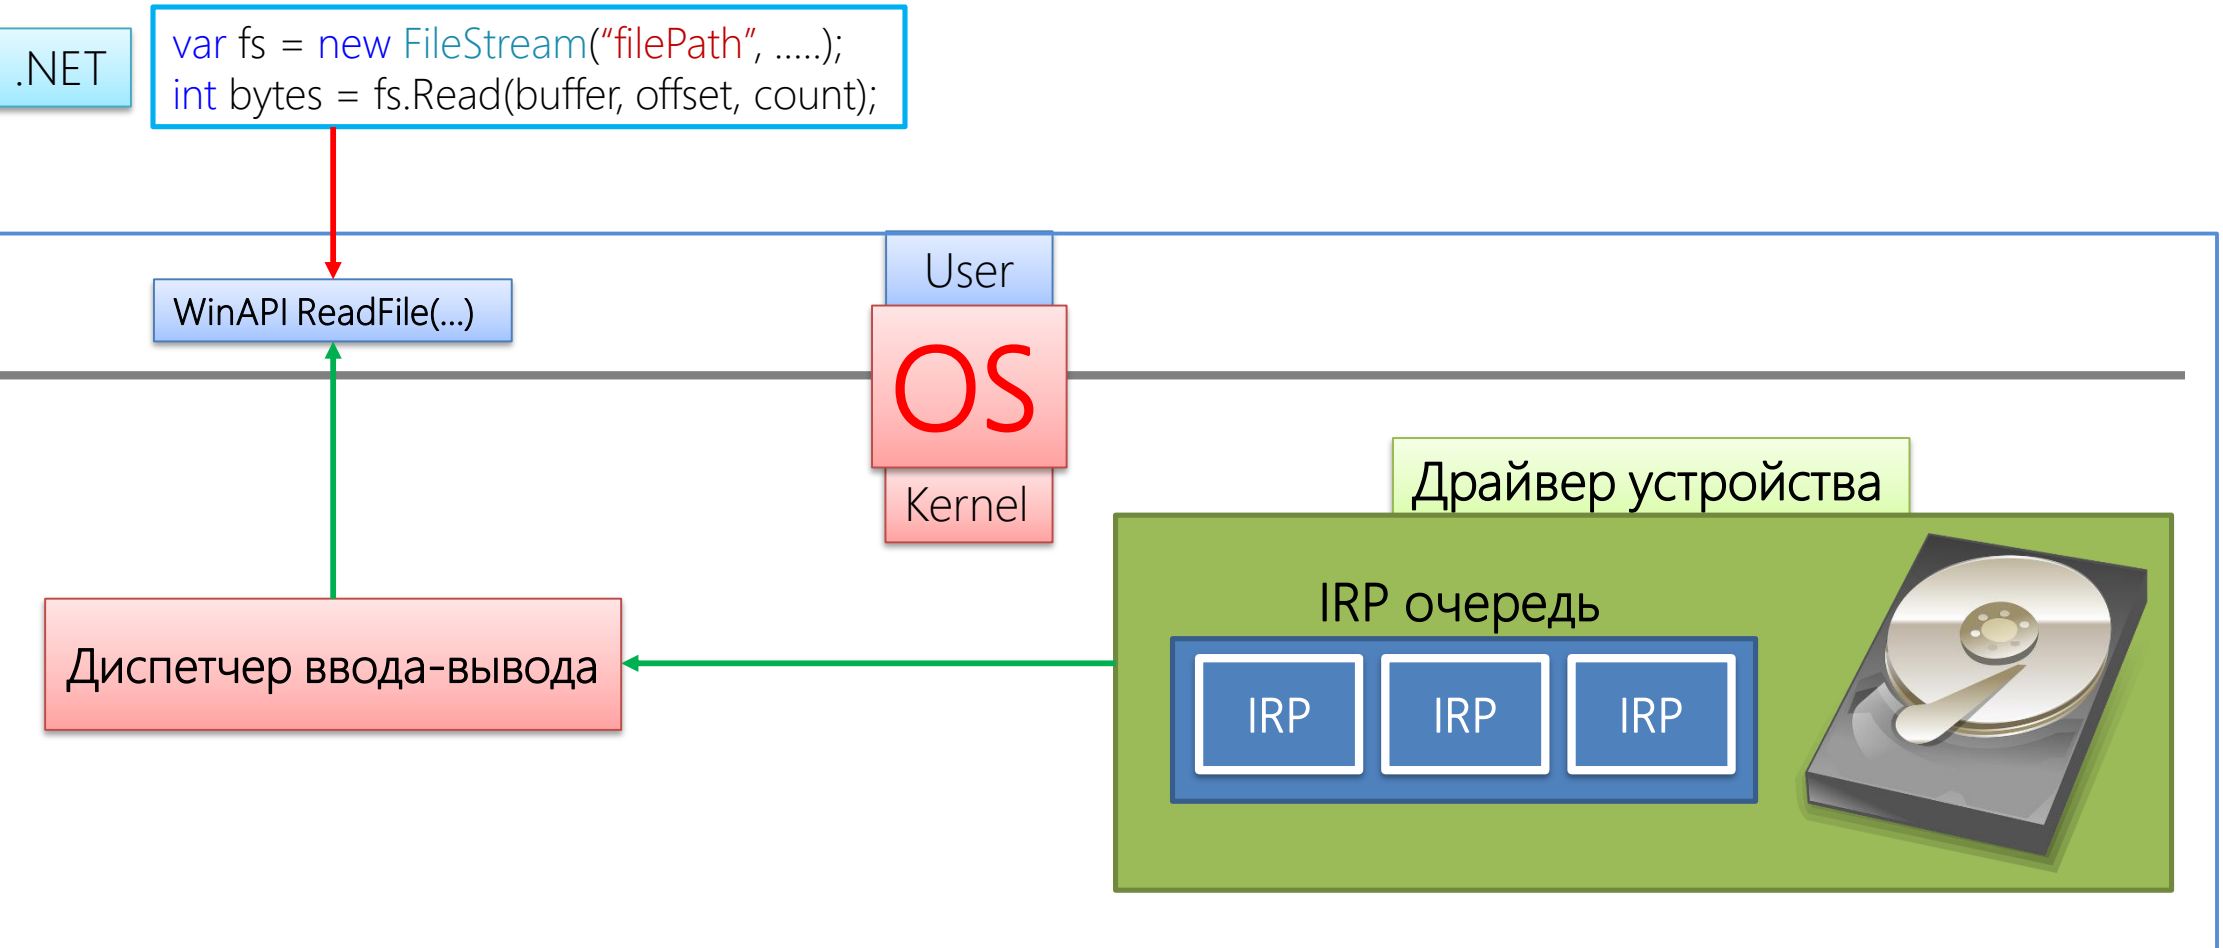 .NET
var fs = new FileStream(“filePath”, .....);
int bytes = fs.Read(buffer, offset, count);
WinAPI ReadFile(...)
User
OS
Kernel
Драйвер устройства
IRP очередь
IRP
IRP
IRP
Диспетчер ввода-вывода